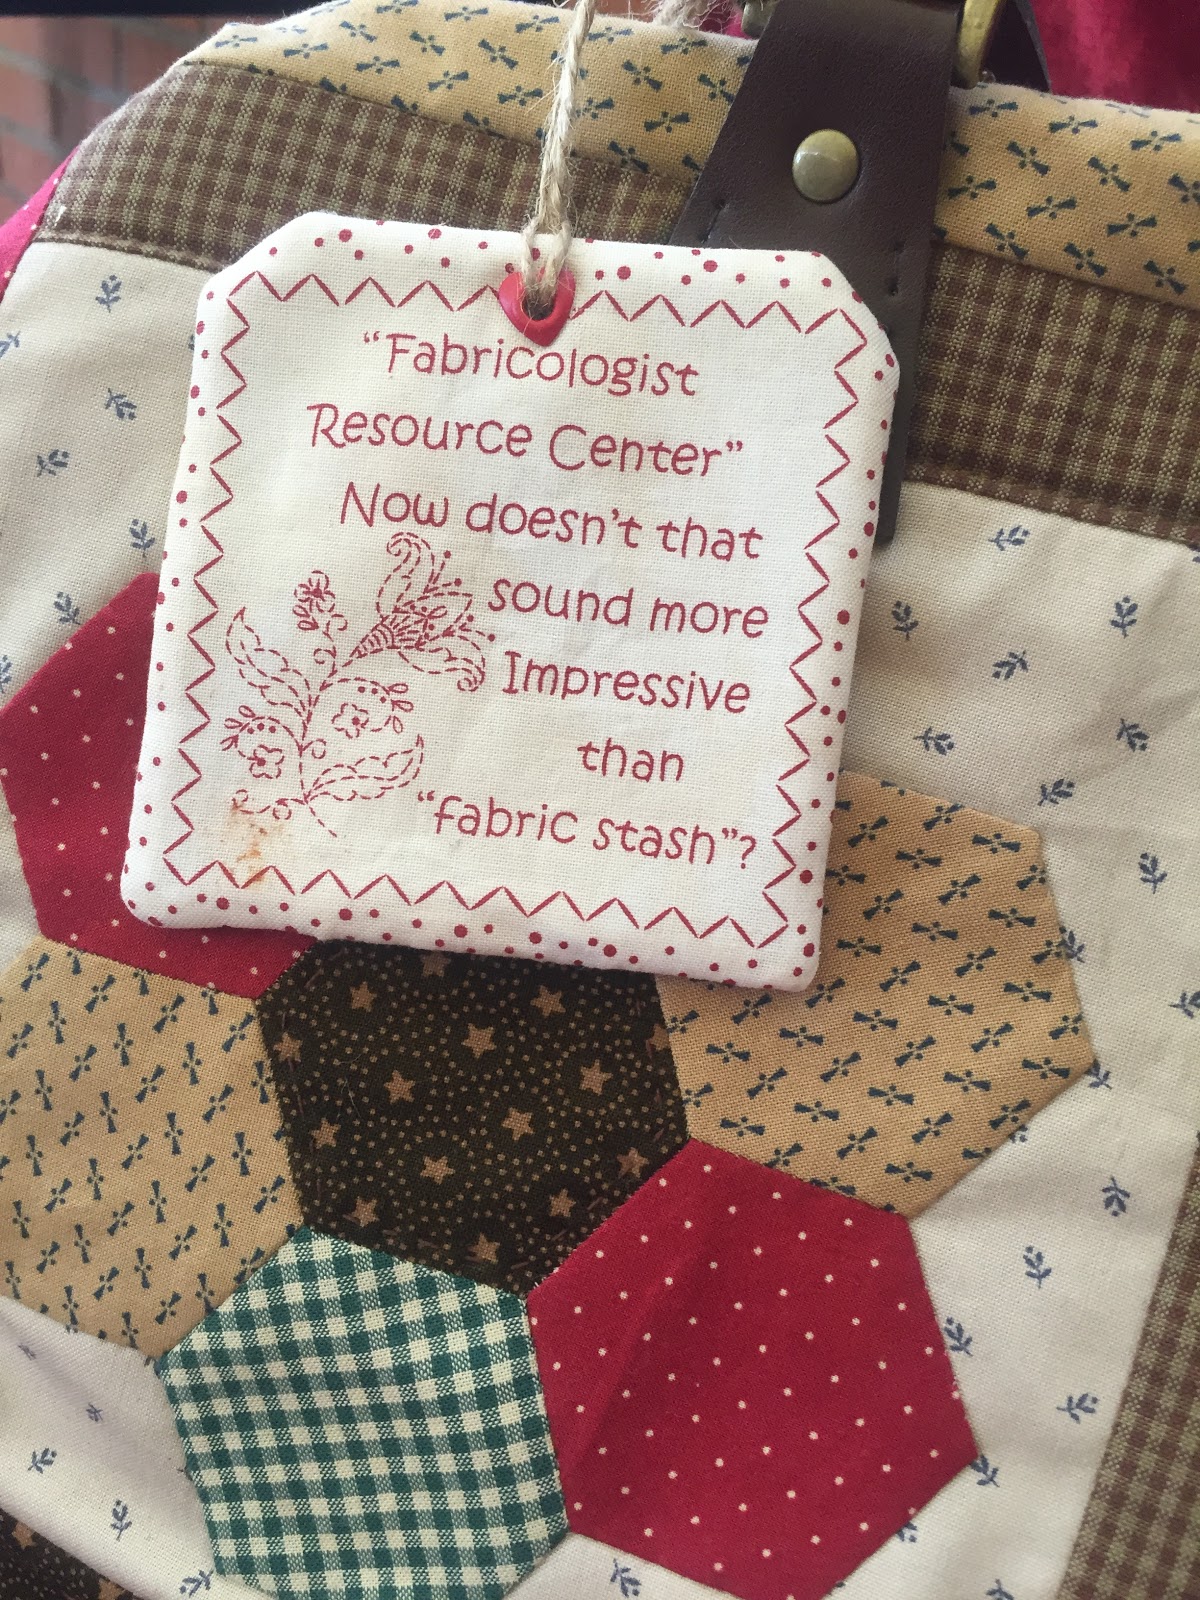 “Fabricologist
Resource Center”
Now doesn't that
sound more
Impressive
than
“fabric stash”?